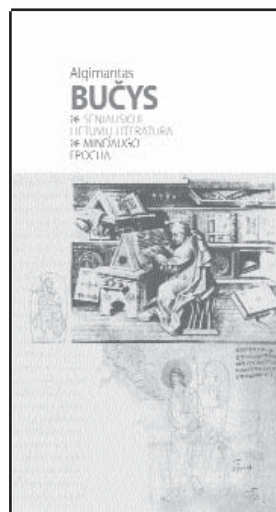 Algimantas
BUČYS
SENIAUSIOJI
LIETUVIŲ LITERATŪRA
MINDAUGO
EPOCHA